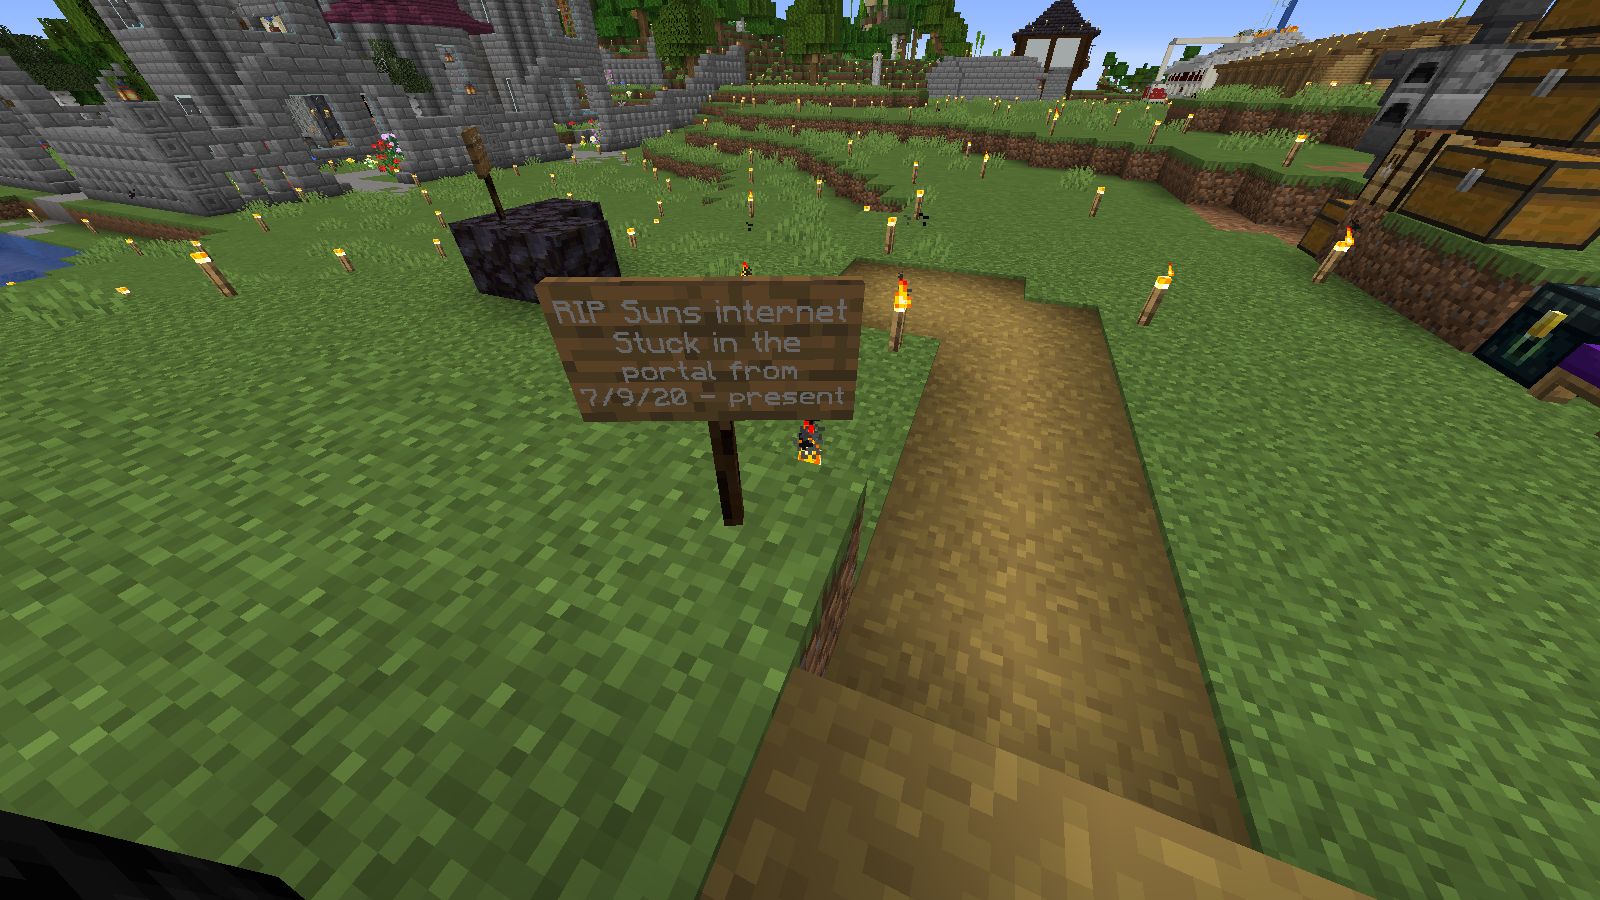 RIP Suns internet
Stuck in the
portal from
7/9/20 - present